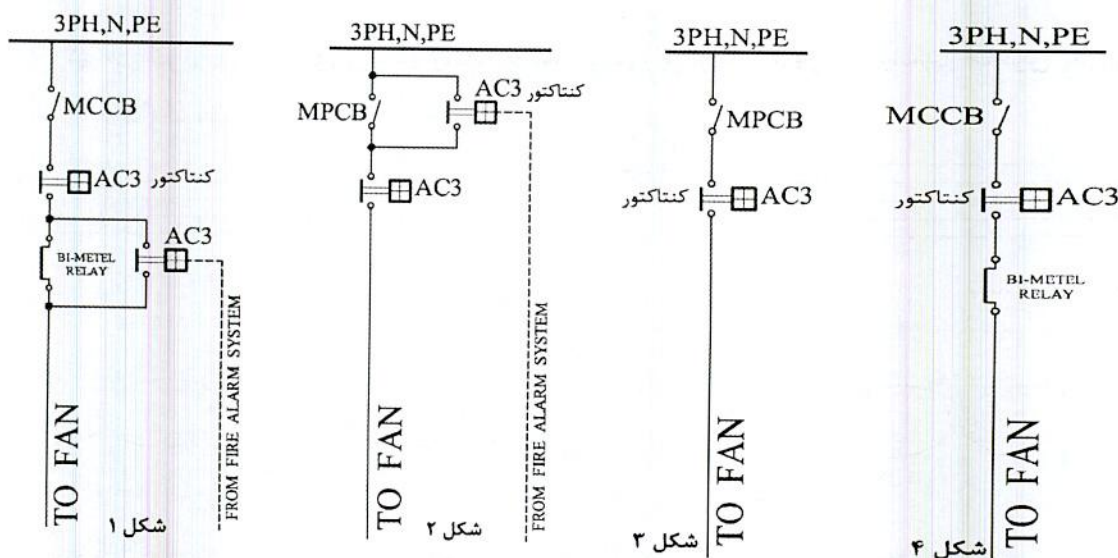 3PH,N,PE
MCCB
AC3 کنتاکتور
AC3
BI-METEL
RELAY
TO FAN
FROM FIRE ALARM SYSTEM
شکل ۱
3PH,N,PE
AC3 کنتاکتور
MPCB
AC3
TO FAN
FROM FIRE ALARM SYSTEM
شکل ۲
3PH,N,PE
MPCB
کنتاکتور AC3
TO FAN
شکل ۳
3PH,N,PE
MCCB
کنتاکتور AC3
BI-METEL
RELAY
TO FAN
شکل ۴